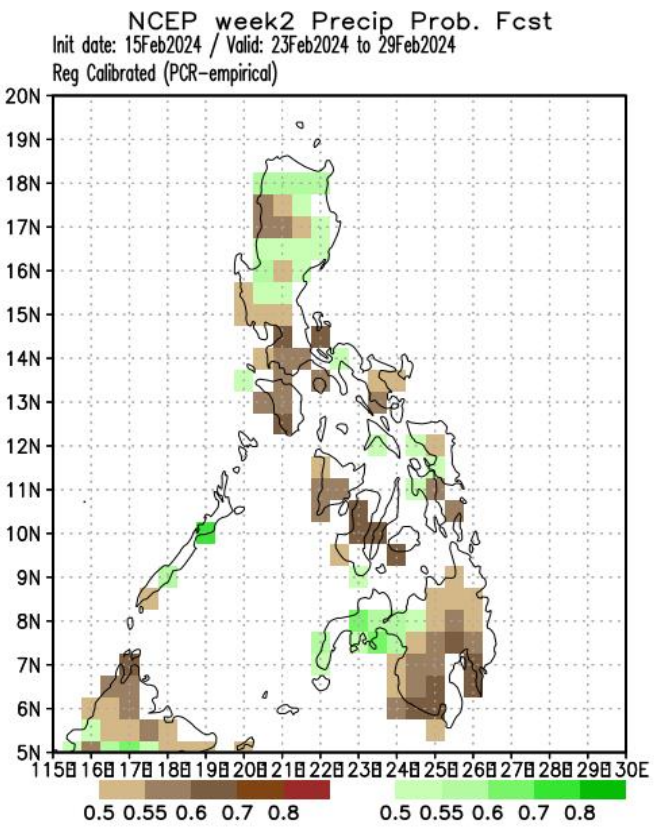 NCEP week2 Precip Prob. Fcst
Init date: 15Feb2024 / Valid: 23Feb2024 to 29Feb2024
Reg Calibrated (PCR-empirical)
20N
19N
18N
17N
16N
15N
14N
13N
12N
11N
10N
9N
8N
7N
6N
5N
130E
0.5 0.55 0.6 0.7 0.8 0.5 0.55 0.6 0.7 0.8